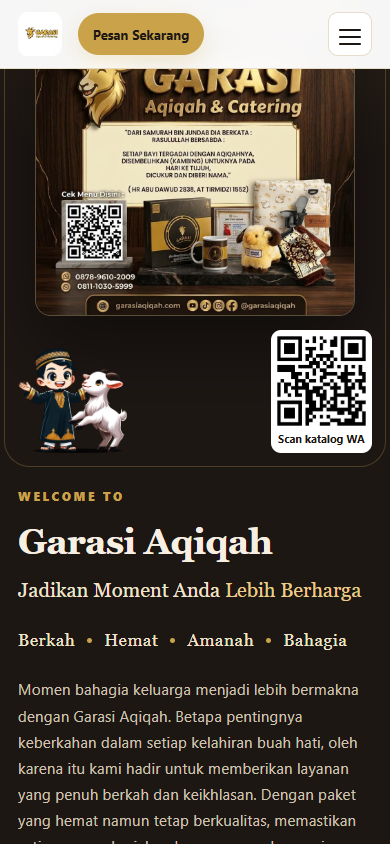 GARASI
Pesan Sekarang
GARASI
Aqiqah & Catering
"DARI SAMURAH BIN JUNDAB DIA BERKATA :
RASULULLAH BERSABDA :
SETIAP BAYI TERGADAI DENGAN AQIQAHNYA,
DISEMBELIHKAN (KAMBING) UNTUKNYA PADA
HARI KE TUJUH,
DICUKUR DAN DIBERI NAMA."
( HR ABU DAWUD 2838, AT TIRMIDZI 1552)
Cek Menu Disini :
0878-9610-2009
0811-1030-5999
garasiaqiqah.com @garasiaqiqah
Scan katalog WA
WELCOME TO
Garasi Aqiqah
Jadikan Moment Anda Lebih Berharga
Berkah • Hemat • Amanah • Bahagia
Momen bahagia keluarga menjadi lebih bermakna
dengan Garasi Aqiqah. Betapa pentingnya
keberkahan dalam setiap kelahiran buah hati, oleh
karena itu kami hadir untuk memberikan layanan
yang penuh berkah dan keikhlasan. Dengan paket
yang hemat namun tetap berkualitas, memastikan